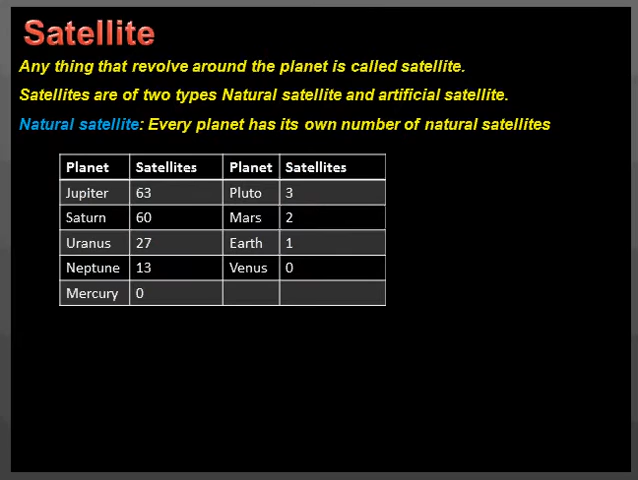 Satellite
Any thing that revolve around the planet is called satellite.
Satellites are of two types Natural satellite and artificial satellite.
Natural satellite: Every planet has its own number of natural satellites
Planet Satellites Planet Satellites
Jupiter 63 Pluto 3
Saturn 60 Mars 2
Uranus 27 Earth 1
Neptune 13 Venus 0
Mercury 0